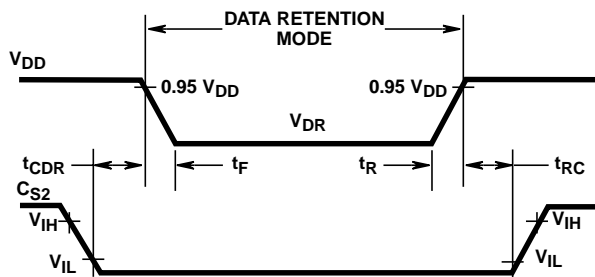 DATA RETENTION
MODE
VDD
0.95 VDD
0.95 VDD
VDR
tCDR
tF
tR
tRC
CS2
VIH
VIH
VIL
VIL